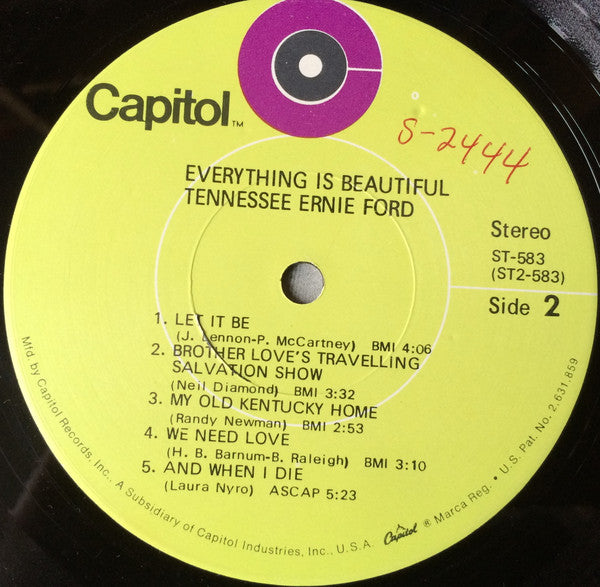 Capitol™
S-2444
EVERYTHING IS BEAUTIFUL
TENNESSEE ERNIE FORD
Stereo
ST-583
(ST2-583)
Side 2
1. LET IT BE
(J. Lennon-P. McCartney) BMI 4:06
2. BROTHER LOVE'S TRAVELLING
SALVATION SHOW
(Neil Diamond) BMI 3:32
3. MY OLD KENTUCKY HOME
(Randy Newman) BMI 2:53
4. WE NEED LOVE
(H. B. Barnum-B. Raleigh) BMI 3:10
5. AND WHEN I DIE
(Laura Nyro) ASCAP 5:23
Mfd. by Capitol Records, Inc., A Subsidiary of Capitol Industries, Inc., U.S.A. Capitol ® Marca Reg. • U.S. Pat. No. 2,631,859